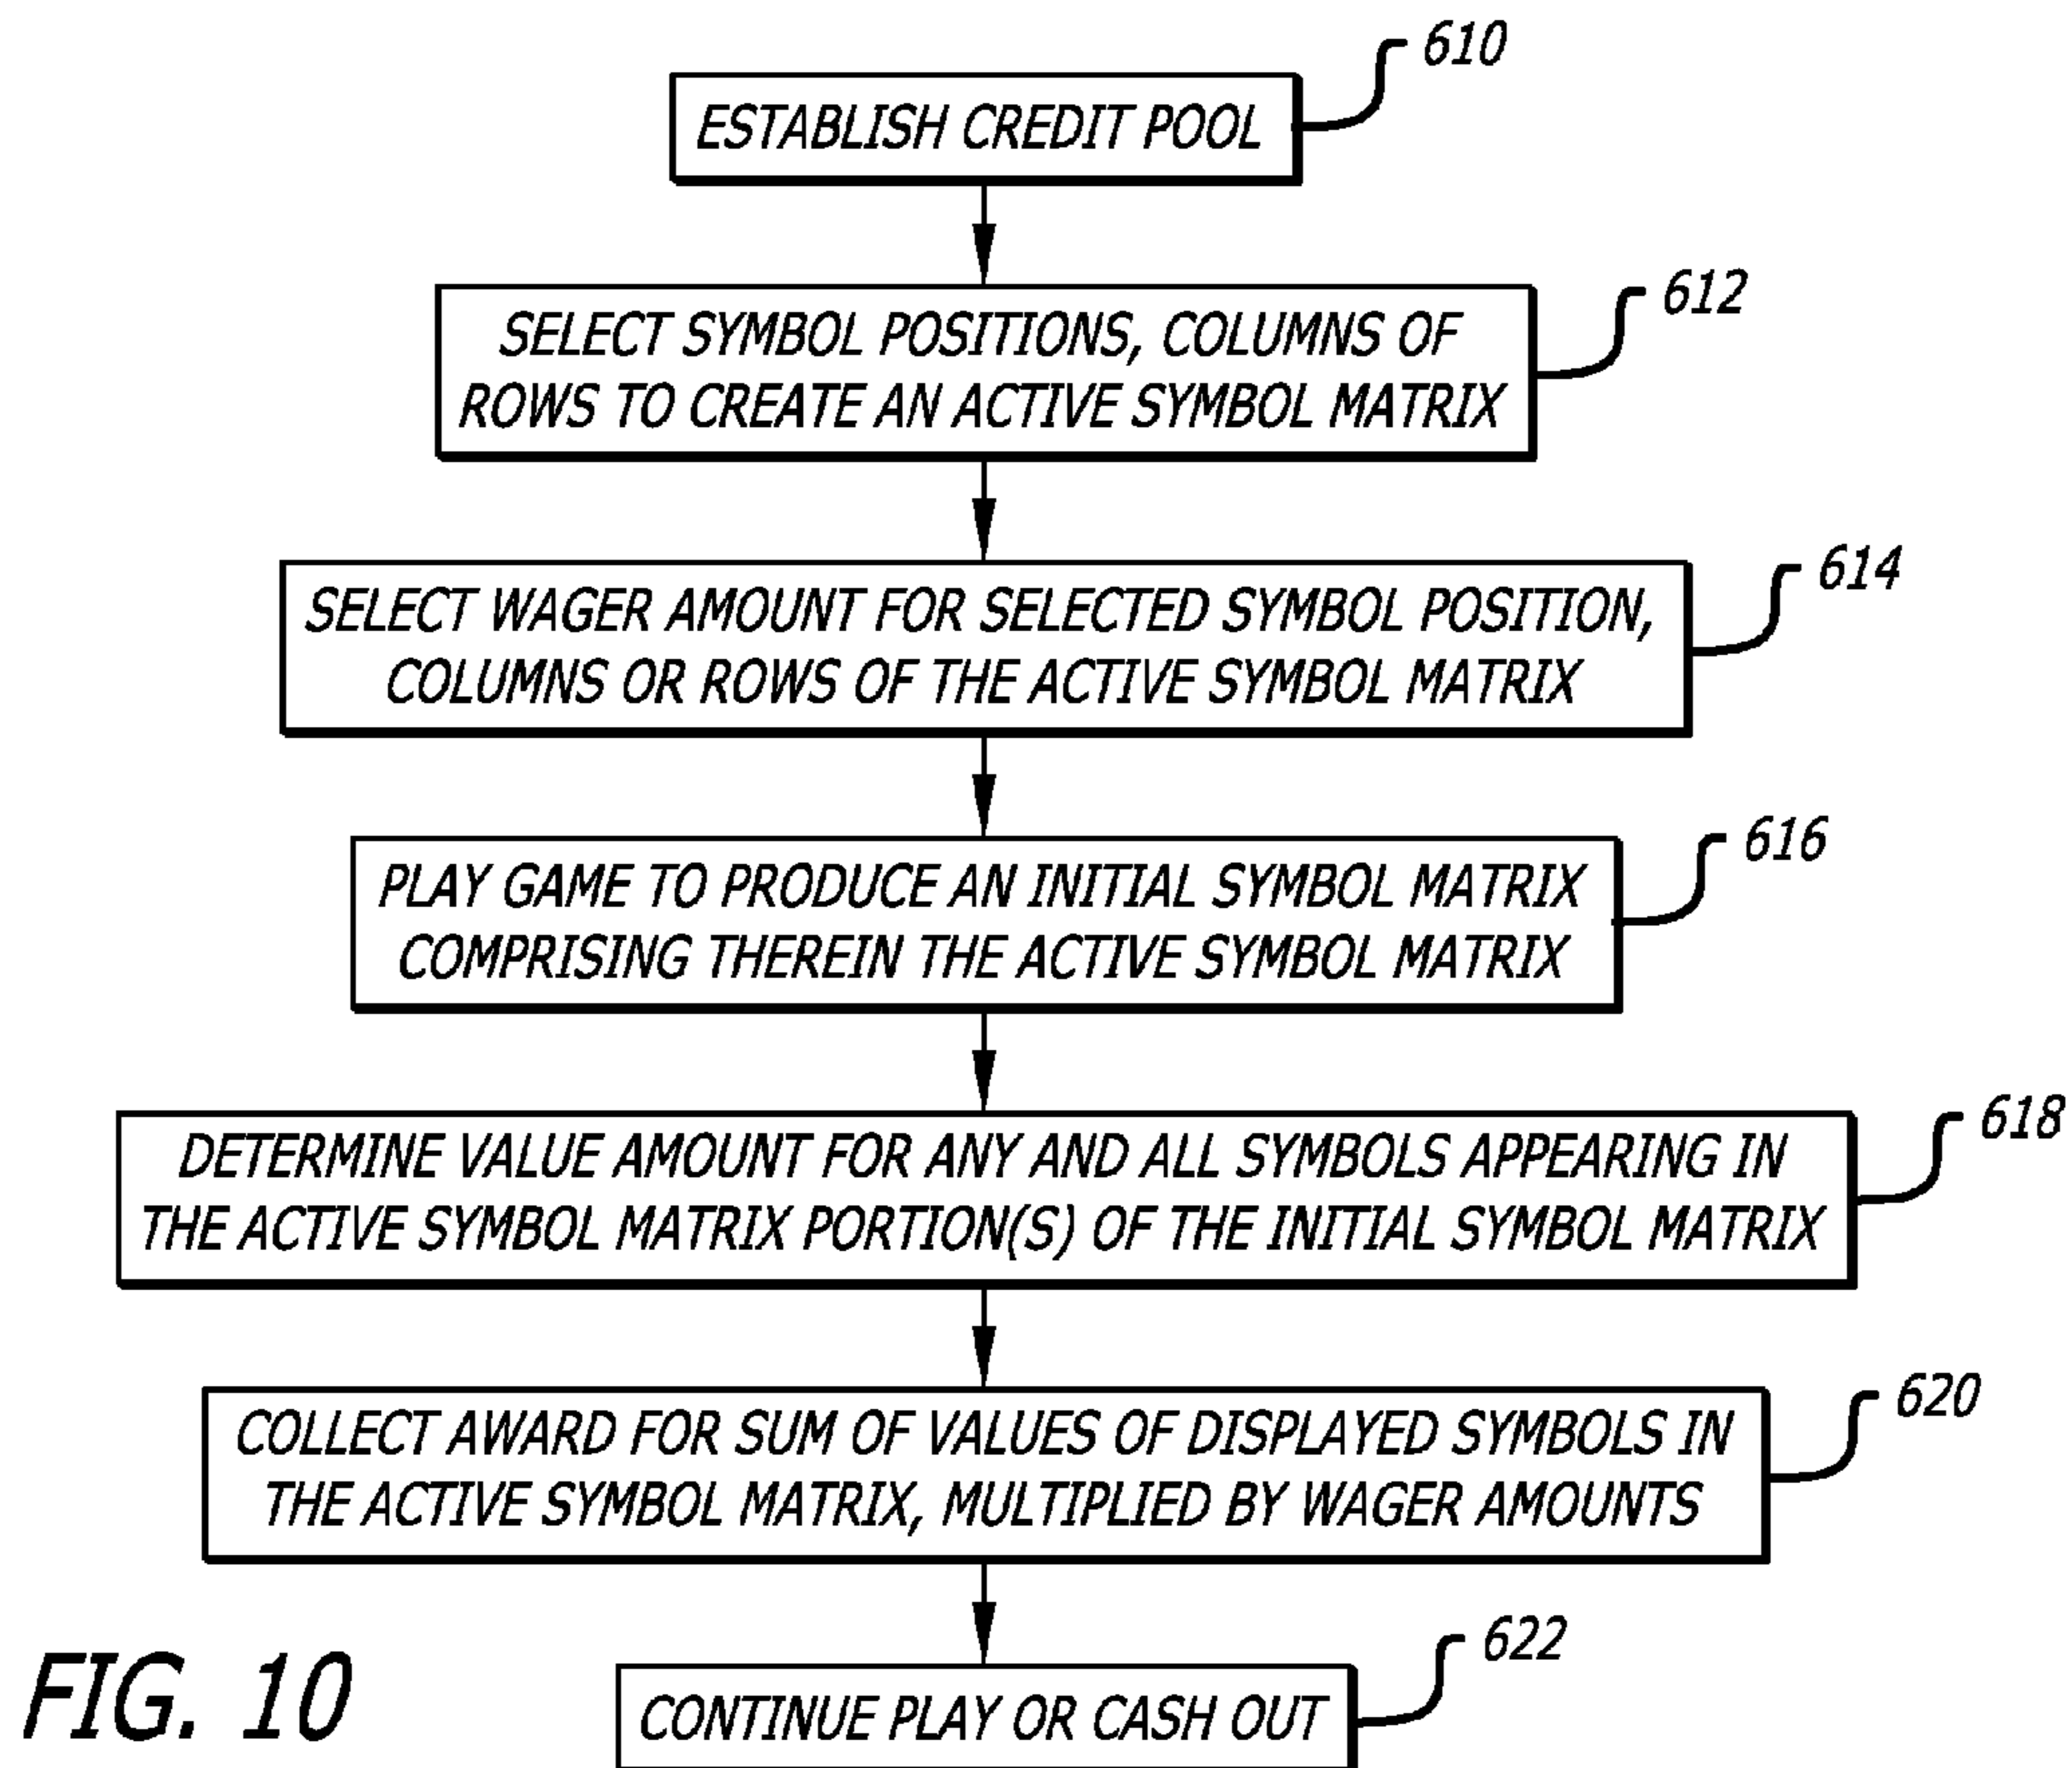 610
ESTABLISH CREDIT POOL
612
SELECT SYMBOL POSITIONS, COLUMNS OF
ROWS TO CREATE AN ACTIVE SYMBOL MATRIX
614
SELECT WAGER AMOUNT FOR SELECTED SYMBOL POSITION,
COLUMNS OR ROWS OF THE ACTIVE SYMBOL MATRIX
616
PLAY GAME TO PRODUCE AN INITIAL SYMBOL MATRIX
COMPRISING THEREIN THE ACTIVE SYMBOL MATRIX
618
DETERMINE VALUE AMOUNT FOR ANY AND ALL SYMBOLS APPEARING IN
THE ACTIVE SYMBOL MATRIX PORTION(S) OF THE INITIAL SYMBOL MATRIX
620
COLLECT AWARD FOR SUM OF VALUES OF DISPLAYED SYMBOLS IN
THE ACTIVE SYMBOL MATRIX, MULTIPLIED BY WAGER AMOUNTS
622
CONTINUE PLAY OR CASH OUT
FIG. 10